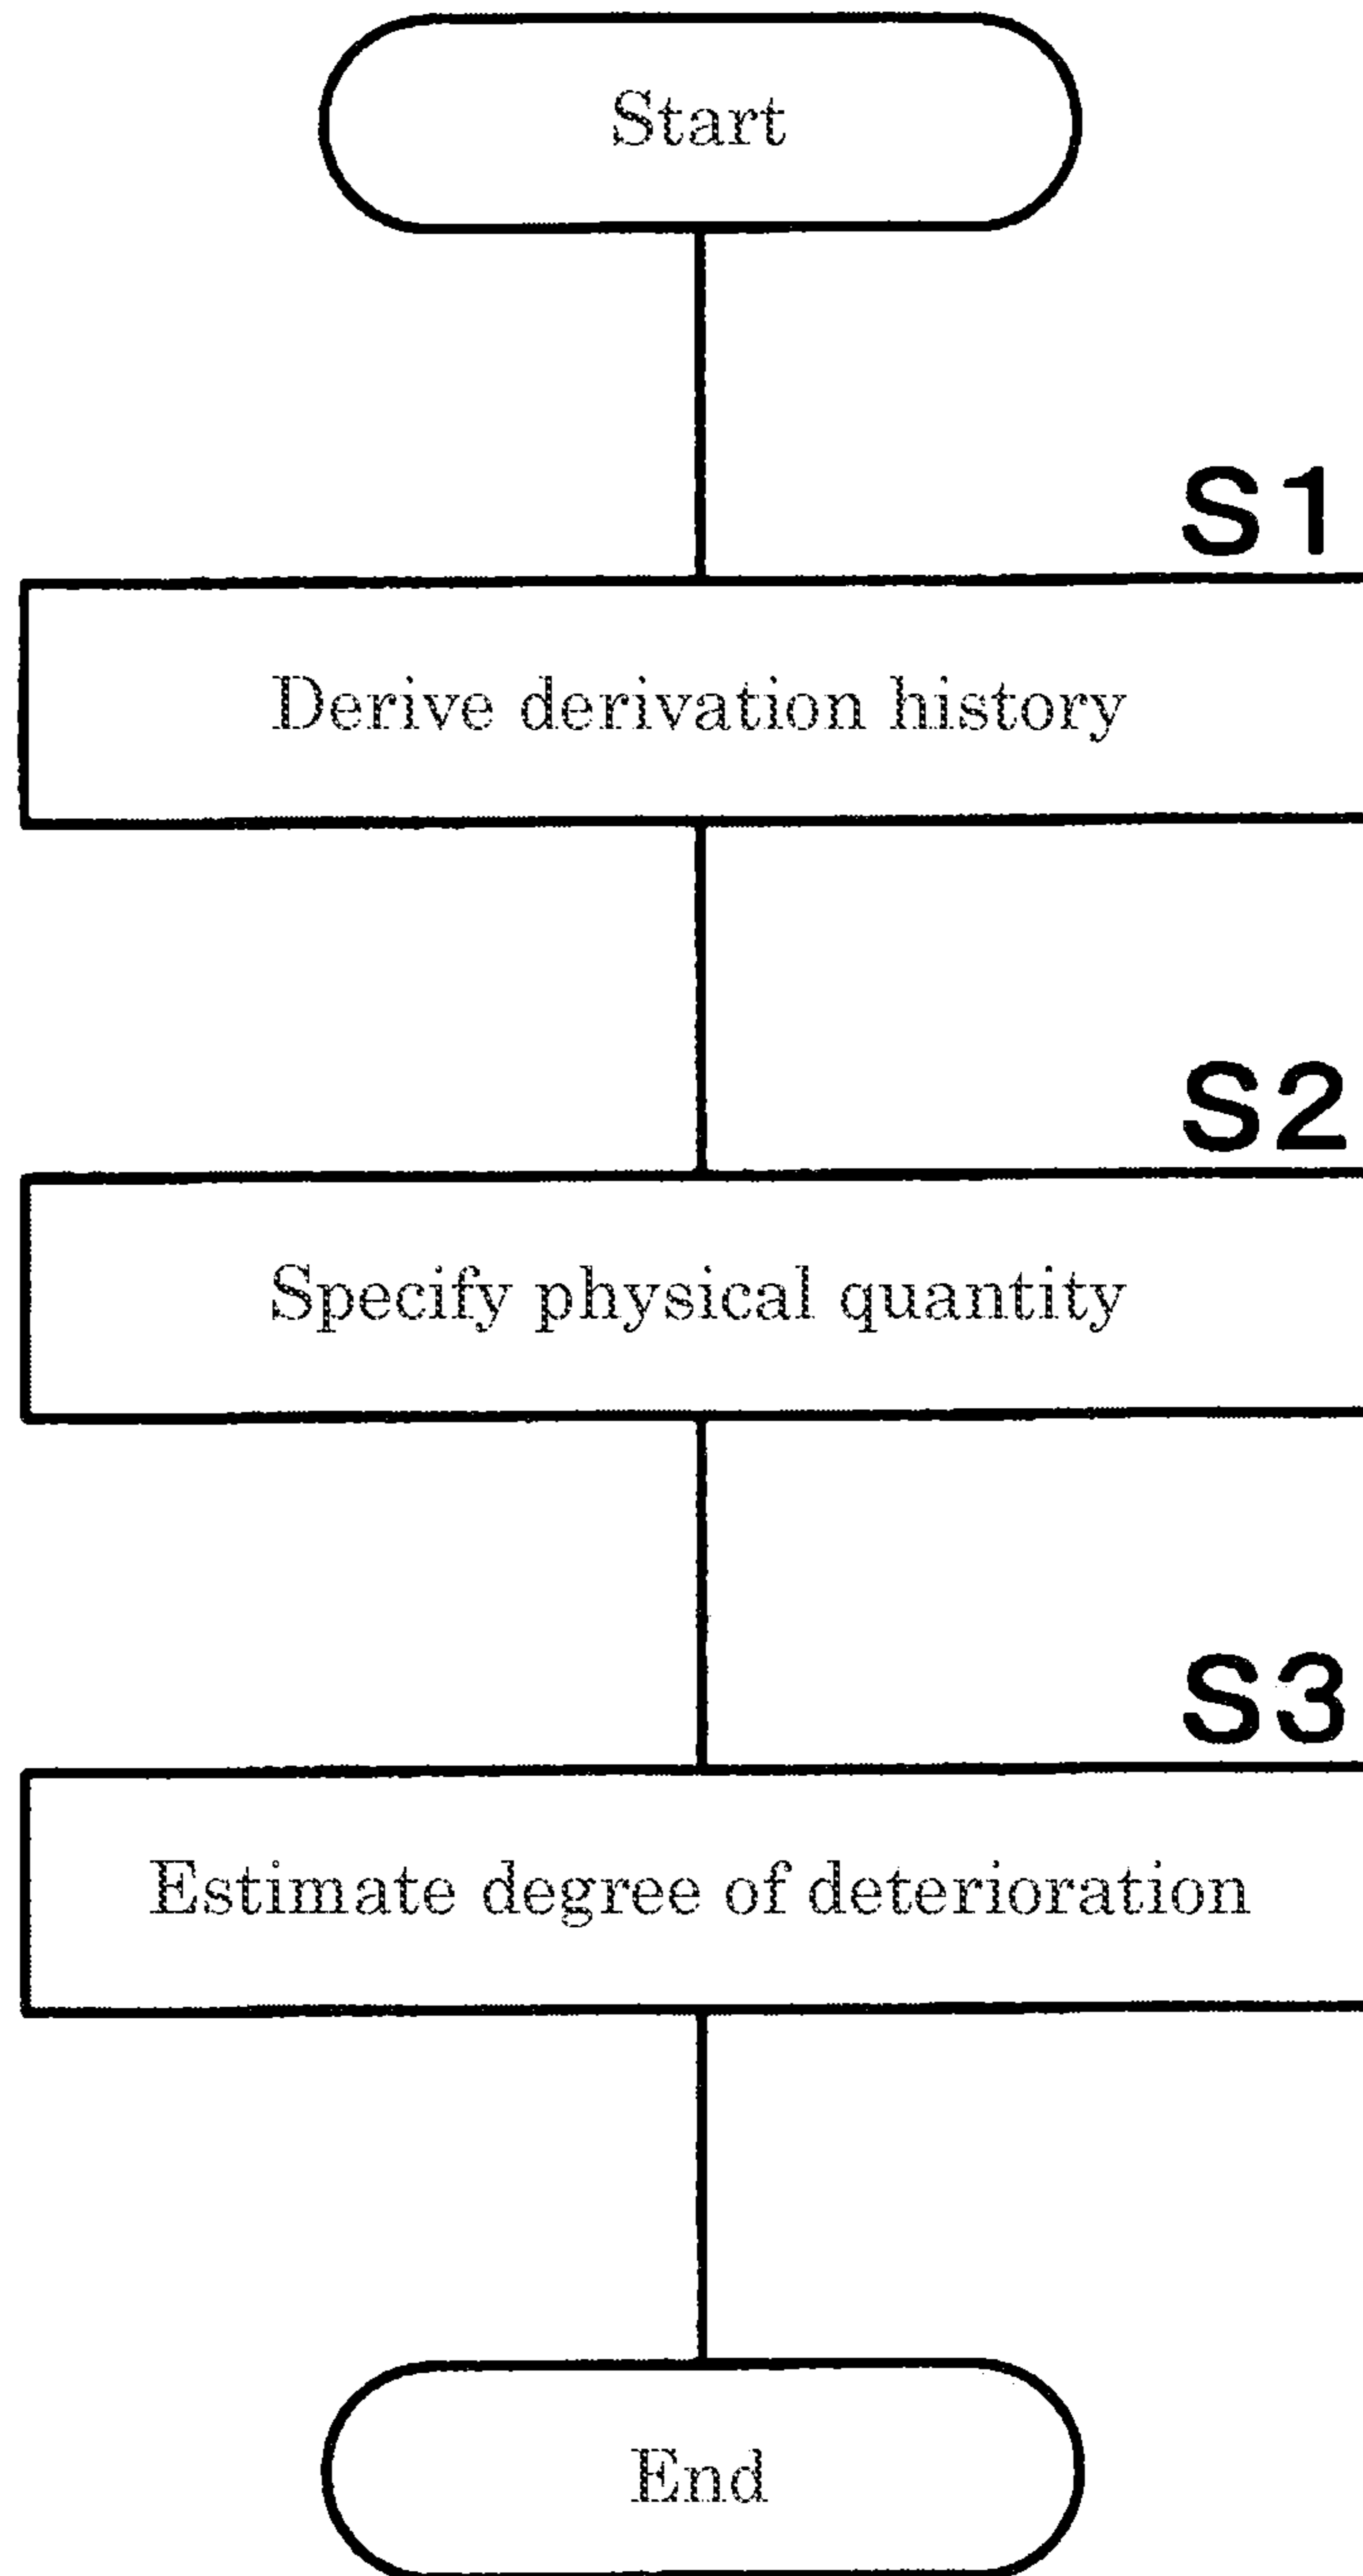 Start
S1
Derive derivation history
S2
Specify physical quantity
S3
Estimate degree of deterioration
End